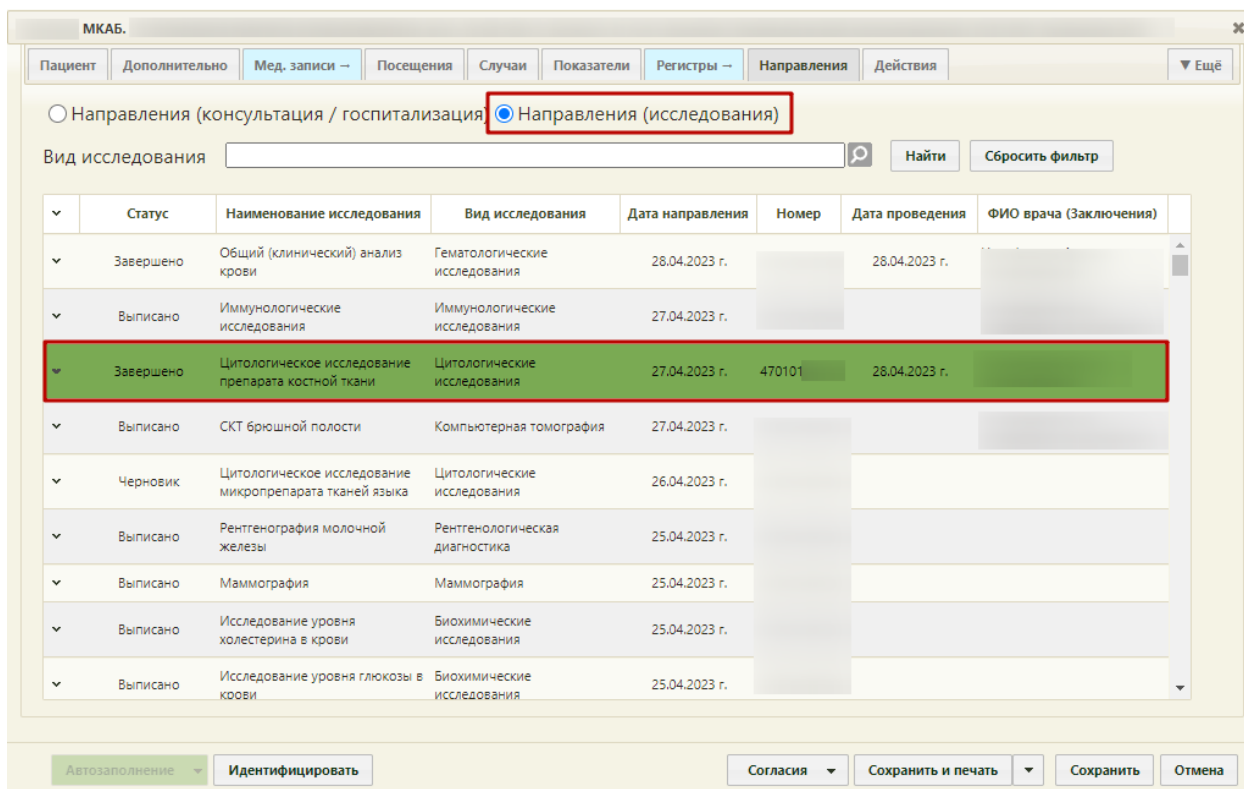 МКАБ.
Пациент Дополнительно Мед. записи → Посещения Случаи Показатели Регистры → Направления Действия ▼ Ещё
Направления (консультация / госпитализация) Направления (исследования)
Вид исследования Найти Сбросить фильтр
Статус Наименование исследования Вид исследования Дата направления Номер Дата проведения ФИО врача (Заключения)
Завершено Общий (клинический) анализ Гематологические 28.04.2023 г. 28.04.2023 г.
крови исследования
Выписано Иммунологические Иммунологические 27.04.2023 г.
исследования исследования
Завершено Цитологическое исследование Цитологические 27.04.2023 г. 470101 28.04.2023 г.
препарата костной ткани исследования
Выписано СКТ брюшной полости Компьютерная томография 27.04.2023 г.
Черновик Цитологическое исследование Цитологические 26.04.2023 г.
микропрепарата тканей языка исследования
Выписано Рентгенография молочной Рентгенологическая 25.04.2023 г.
железы диагностика
Выписано Маммография Маммография 25.04.2023 г.
Выписано Исследование уровня Биохимические 25.04.2023 г.
холестерина в крови исследования
Выписано Исследование уровня глюкозы в Биохимические 25.04.2023 г.
крови исследования
Автозаполнение Идентифицировать Согласия Сохранить и печать Сохранить Отмена